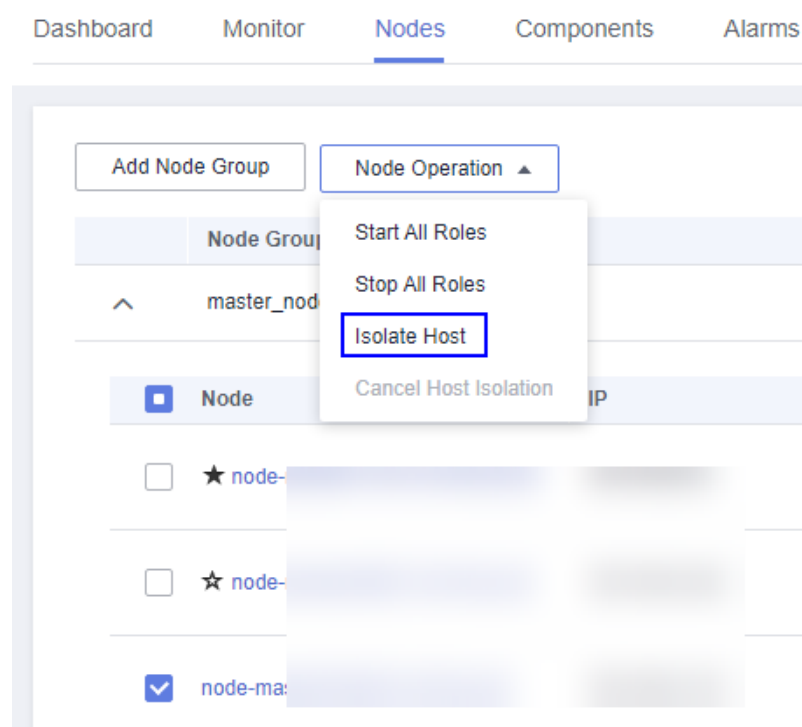 Dashboard Monitor Nodes Components Alarms
Add Node Group Node Operation
Start All Roles
Node Group
Stop All Roles
master_node
Isolate Host
Cancel Host Isolation
Node IP
node-
node-
node-mas